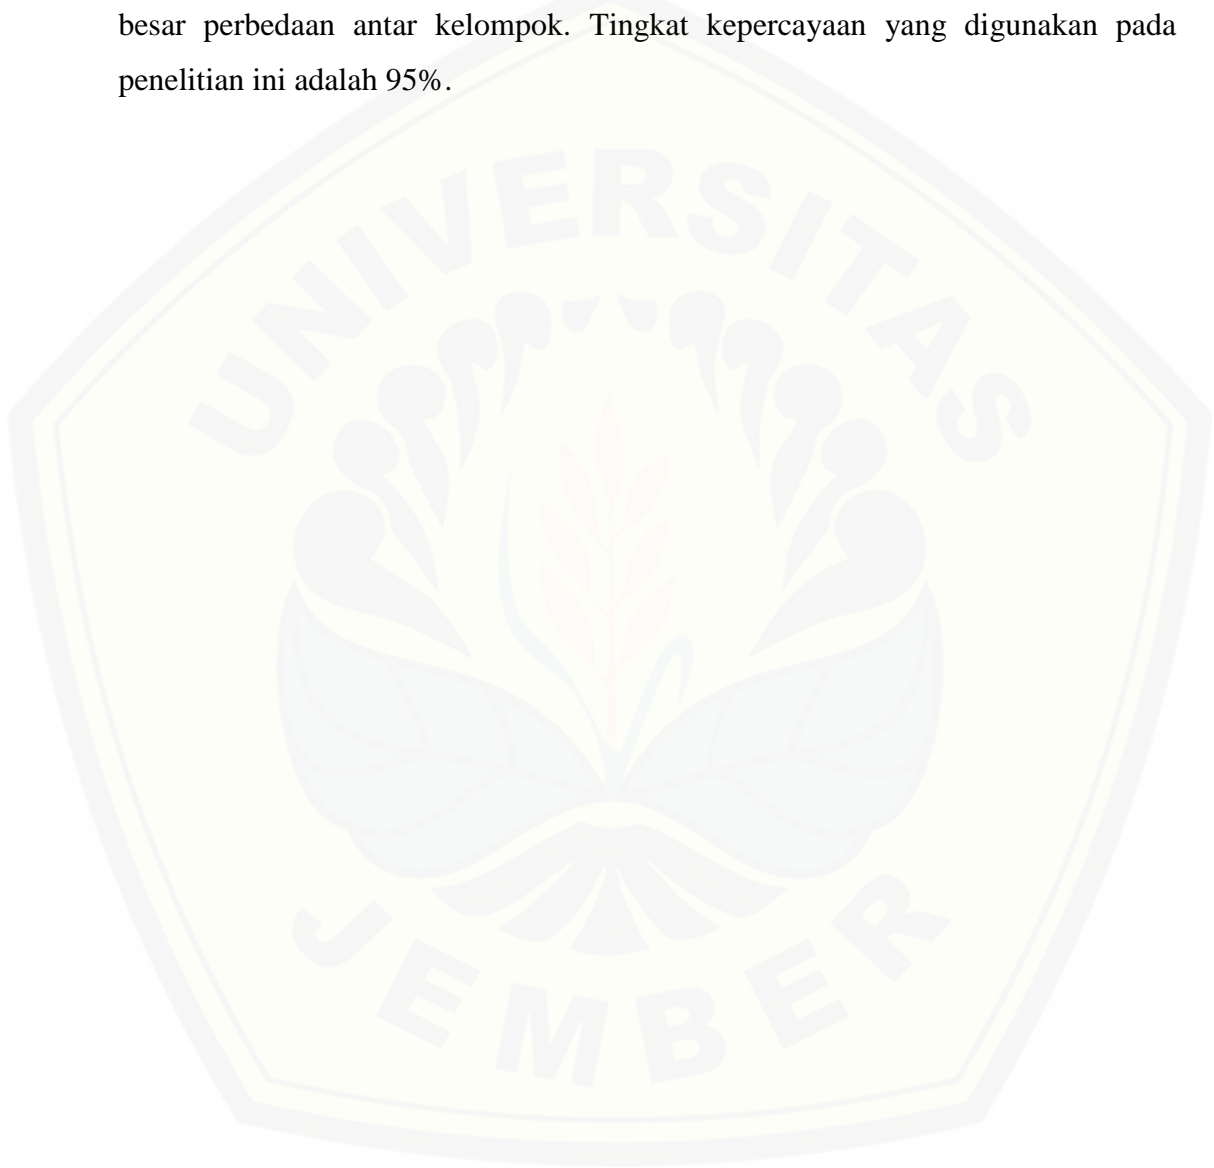 besar perbedaan antar kelompok. Tingkat kepercayaan yang digunakan pada
penelitian ini adalah 95%.
UNIVERSITAS
JEMBER